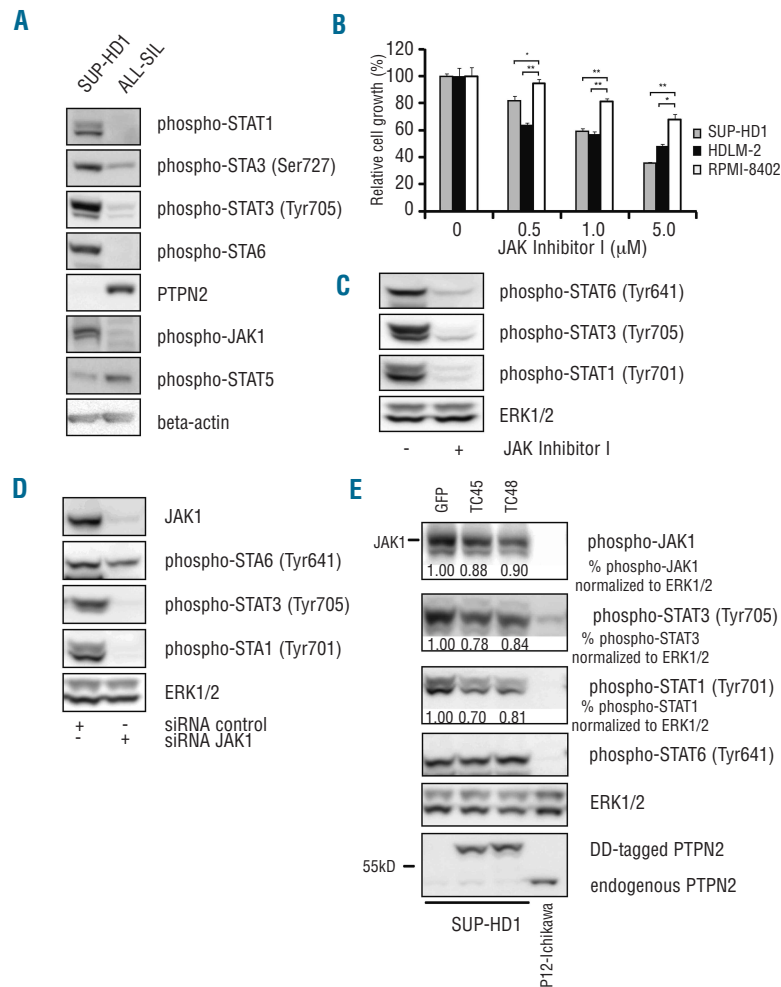 A
SUP-HD1
ALL-SIL
phospho-STAT1
phospho-STA3 (Ser727)
phospho-STAT3 (Tyr705)
phospho-STA6
PTPN2
phospho-JAK1
phospho-STAT5
beta-actin
B
Relative cell growth (%)
120
100
80
60
40
20
0
*
**
**
**
**
*
0 0.5 1.0 5.0
JAK Inhibitor I (μM)
SUP-HD1
HDLM-2
RPMI-8402
C
phospho-STAT6 (Tyr641)
phospho-STAT3 (Tyr705)
phospho-STAT1 (Tyr701)
ERK1/2
- + JAK Inhibitor I
D
JAK1
phospho-STA6 (Tyr641)
phospho-STAT3 (Tyr705)
phospho-STA1 (Tyr701)
ERK1/2
+ - siRNA control
- + siRNA JAK1
E
GFP
TC45
TC48
JAK1
phospho-JAK1
1.00 0.88 0.90
% phospho-JAK1
normalized to ERK1/2
phospho-STAT3 (Tyr705)
1.00 0.78 0.84
% phospho-STAT3
normalized to ERK1/2
phospho-STAT1 (Tyr701)
1.00 0.70 0.81
% phospho-STAT1
normalized to ERK1/2
phospho-STAT6 (Tyr641)
ERK1/2
55kD
DD-tagged PTPN2
endogenous PTPN2
SUP-HD1
P12-Ichikawa